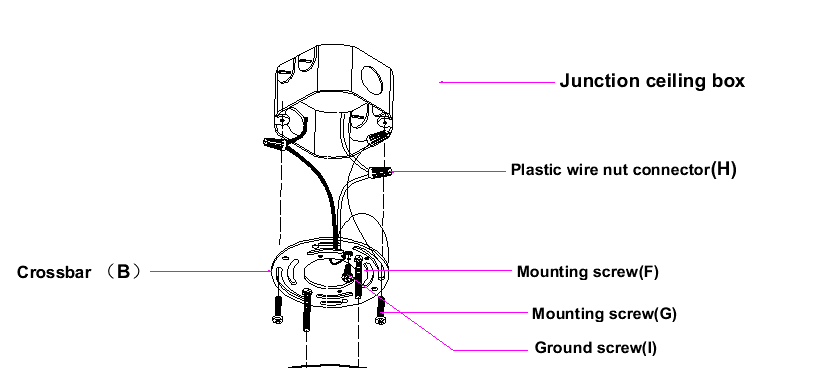 Junction ceiling box
Plastic wire nut connector(H)
Crossbar （B）
Mounting screw(F)
Mounting screw(G)
Ground screw(I)